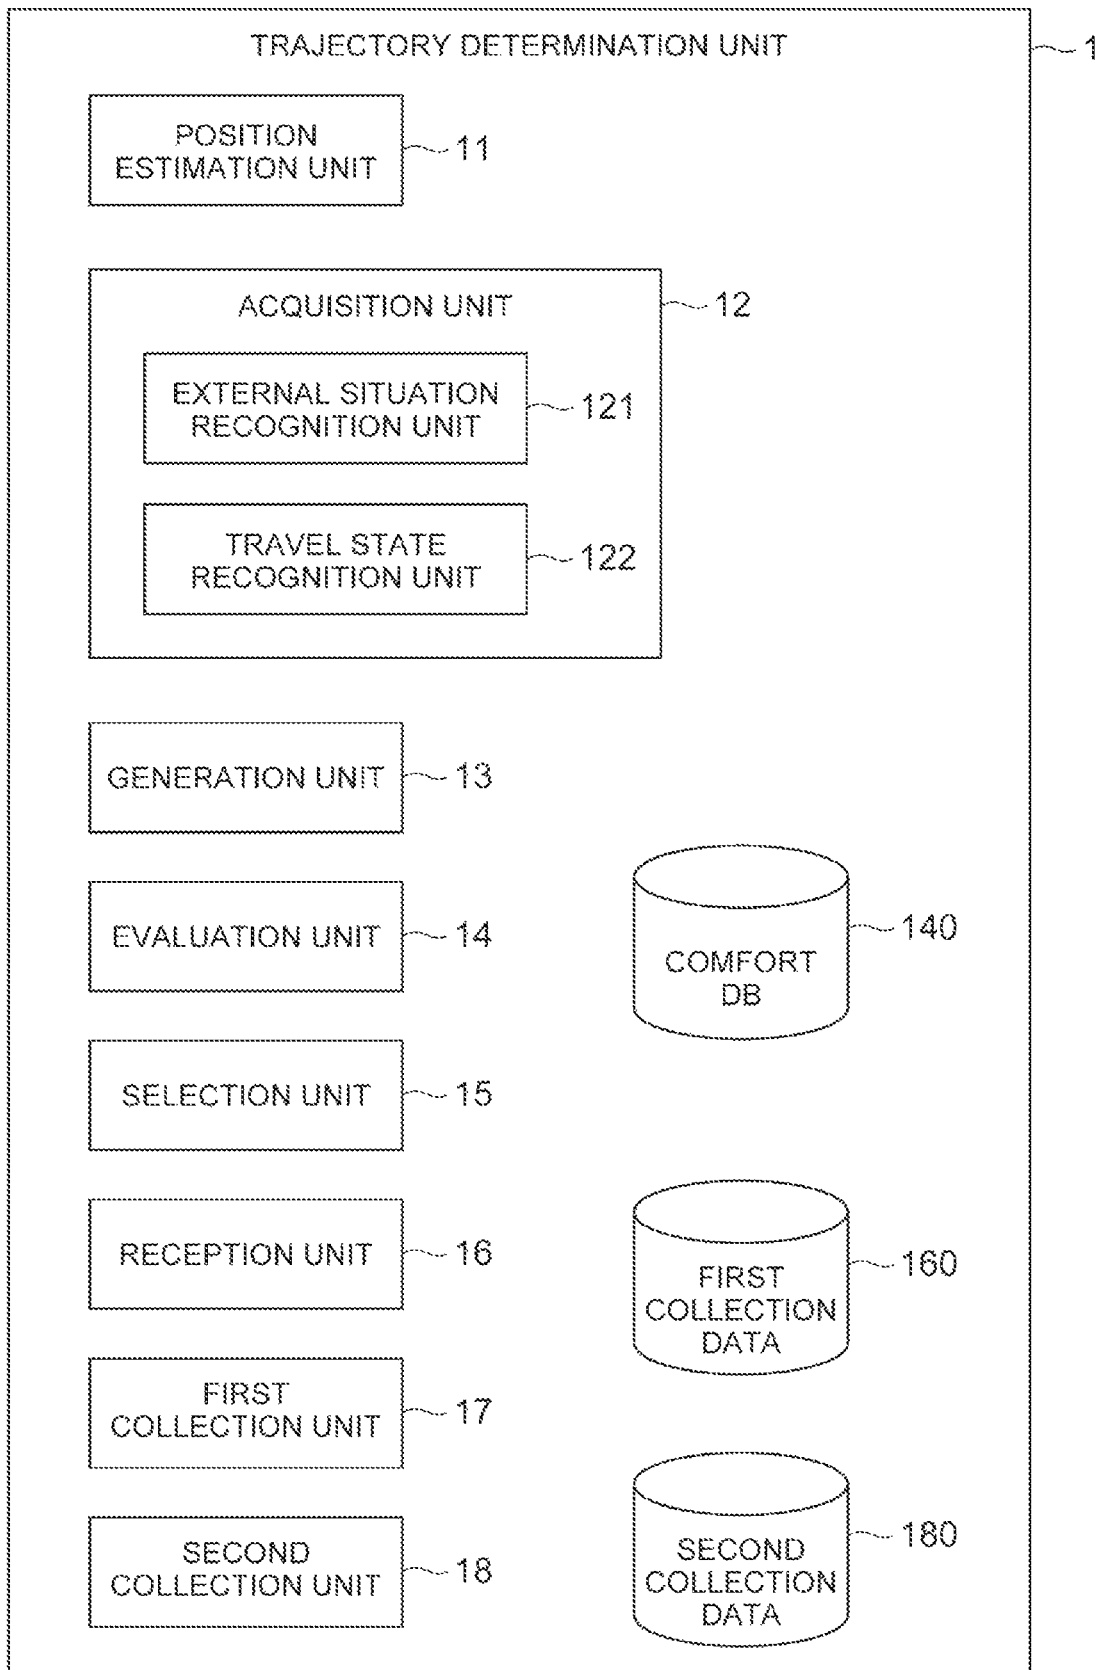 TRAJECTORY DETERMINATION UNIT
1
POSITION
ESTIMATION UNIT
11
ACQUISITION UNIT
12
EXTERNAL SITUATION
RECOGNITION UNIT
121
TRAVEL STATE
RECOGNITION UNIT
122
GENERATION UNIT
13
EVALUATION UNIT
14
COMFORT
DB
140
SELECTION UNIT
15
RECEPTION UNIT
16
FIRST
COLLECTION
DATA
160
FIRST
COLLECTION UNIT
17
SECOND
COLLECTION UNIT
18
SECOND
COLLECTION
DATA
180